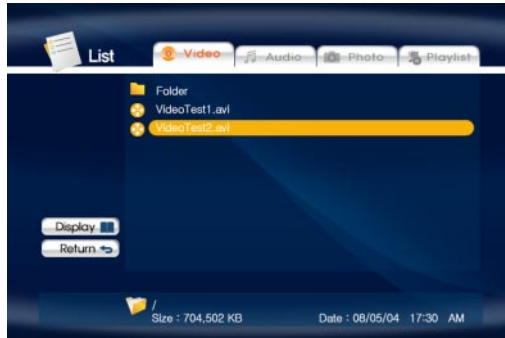 List
Video
Audio
Photo
Playlist
Folder
VideoTest1.avi
VideoTest2.avi
Display
Return
/
Size : 704,502 KB
Date : 08/05/04 17:30 AM